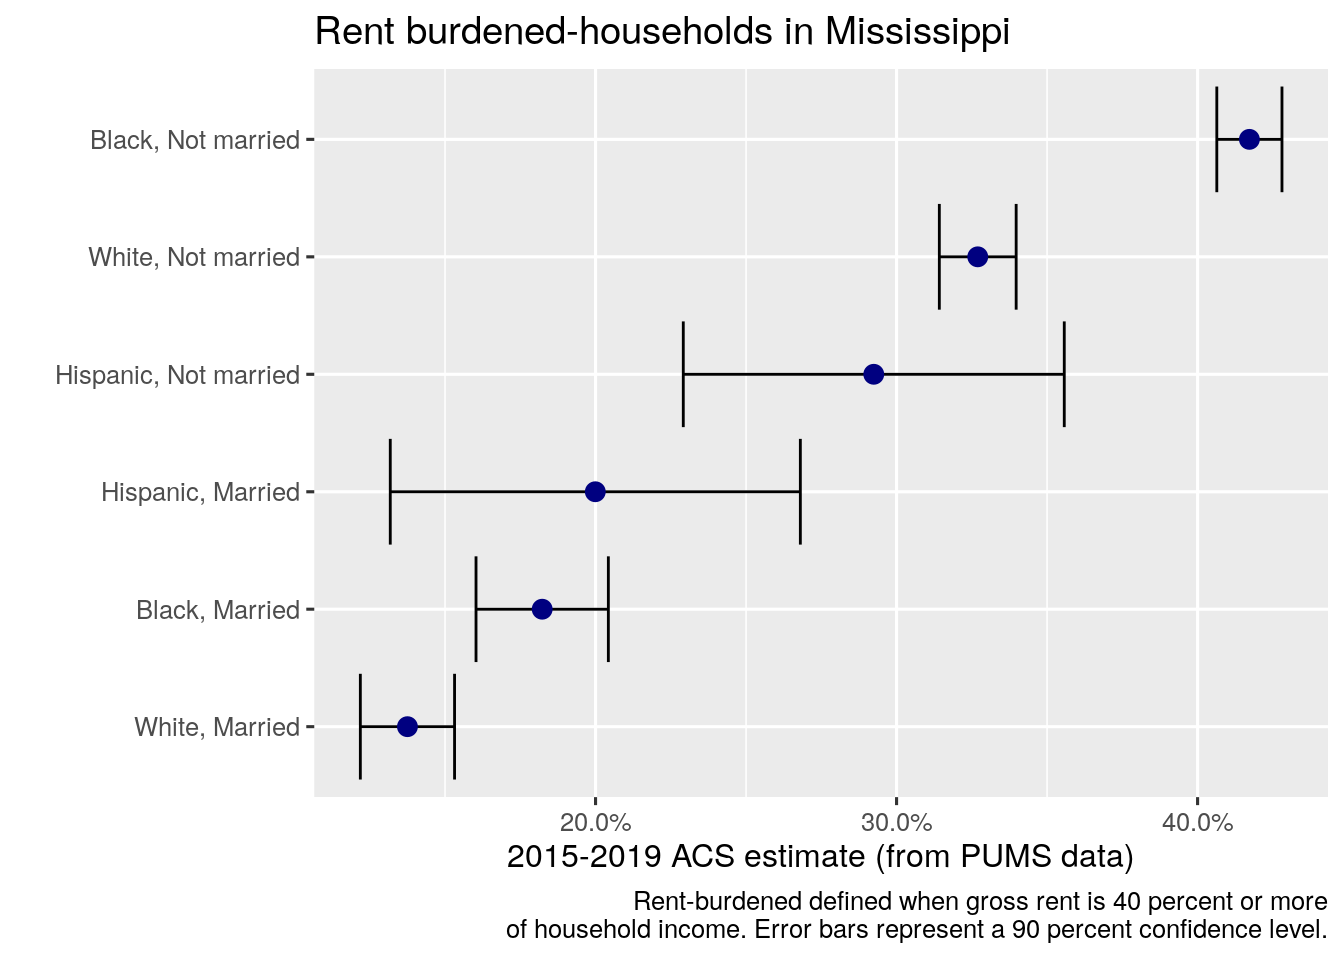 Rent burdened-households in Mississippi
Black, Not married
White, Not married
Hispanic, Not married
Hispanic, Married
Black, Married
White, Married
20.0%
30.0%
40.0%
2015-2019 ACS estimate (from PUMS data)
Rent-burdened defined when gross rent is 40 percent or more
of household income. Error bars represent a 90 percent confidence level.